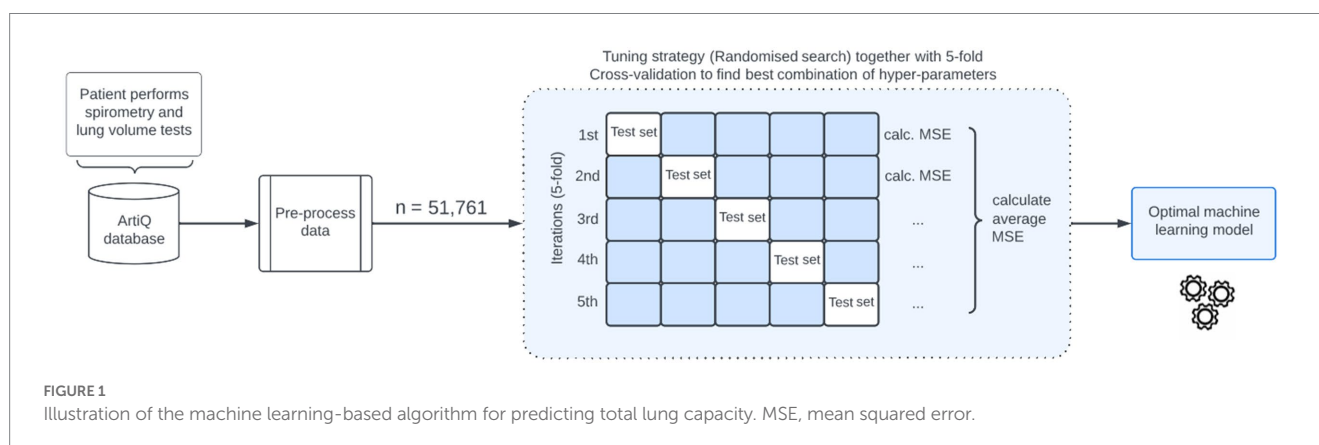 Tuning strategy (Randomised search) together with 5-fold
Cross-validation to find best combination of hyper-parameters
Patient performs
spirometry and
lung volume tests
ArtiQ
database
Pre-process
data
n = 51,761
Iterations (5-fold)
1st Test set calc. MSE
2nd Test set calc. MSE
3rd Test set ...
4th Test set ...
5th Test set ...
calculate
average
MSE
Optimal machine
learning model
FIGURE 1
Illustration of the machine learning-based algorithm for predicting total lung capacity. MSE, mean squared error.